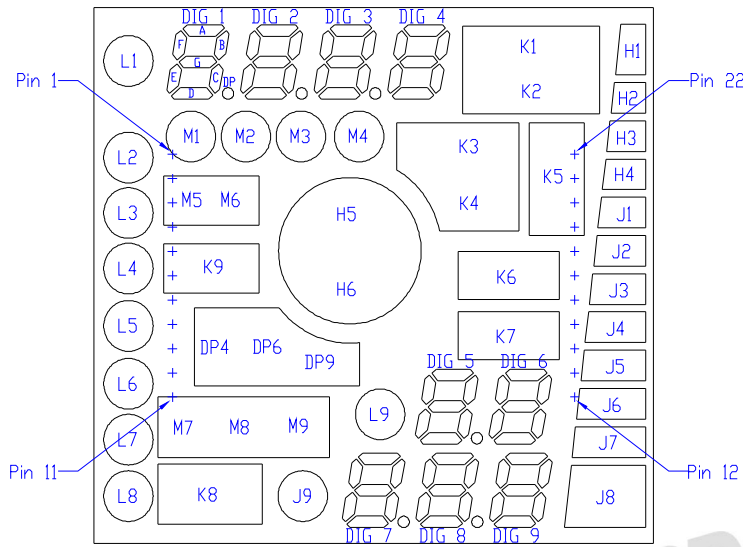 DIG 1 DIG 2 DIG 3 DIG 4
A
F B
G
E C
D DP
L1
K1
K2
H1
Pin 1
Pin 22
H2
M1 M2 M3 M4
K3
H3
L2
K5
H4
M5 M6
K4
L3
H5
J1
J2
L4
K9
K6
H6
J3
L5
K7
J4
DP4 DP6
DP9
DIG 5 DIG 6
J5
L6
L9
J6
L7
M7 M8 M9
J7
Pin 11
Pin 12
L8
K8
J9
J8
DIG 7 DIG 8 DIG 9